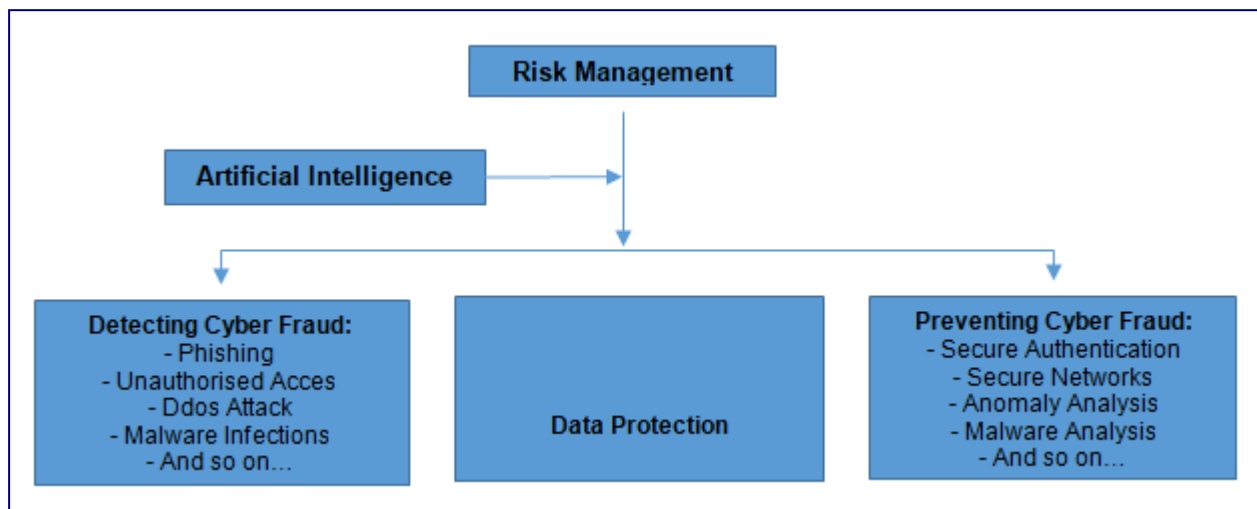 Risk Management
Artificial Intelligence
Detecting Cyber Fraud:
- Phishing
- Unauthorised Acces
- Ddos Attack
- Malware Infections
- And so on...
Data Protection
Preventing Cyber Fraud:
- Secure Authentication
- Secure Networks
- Anomaly Analysis
- Malware Analysis
- And so on...